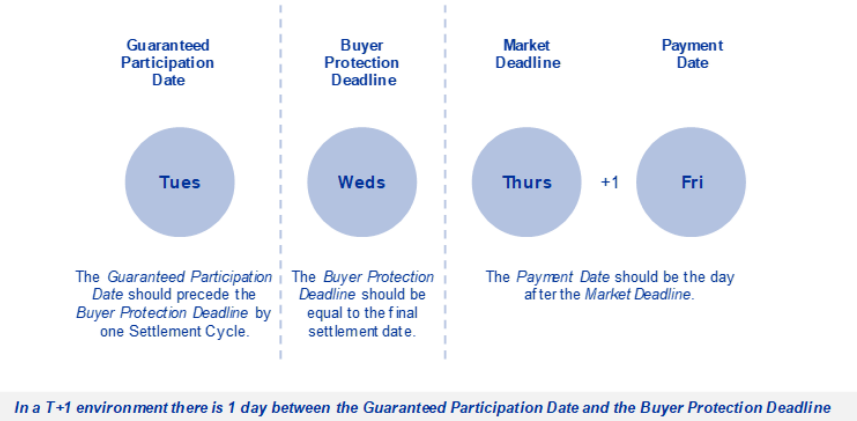 Guaranteed
Participation
Date
Buyer
Protection
Deadline
Market
Deadline
Payment
Date
Tues
Weds
Thurs
+1
Fri
The Guaranteed Participation
Date should precede the
Buyer Protection Deadline by
one Settlement Cycle.
The Buyer Protection
Deadline should be
equal to the final
settlement date.
The Payment Date should be the day
after the Market Deadline.
In a T+1 environment there is 1 day between the Guaranteed Participation Date and the Buyer Protection Deadline